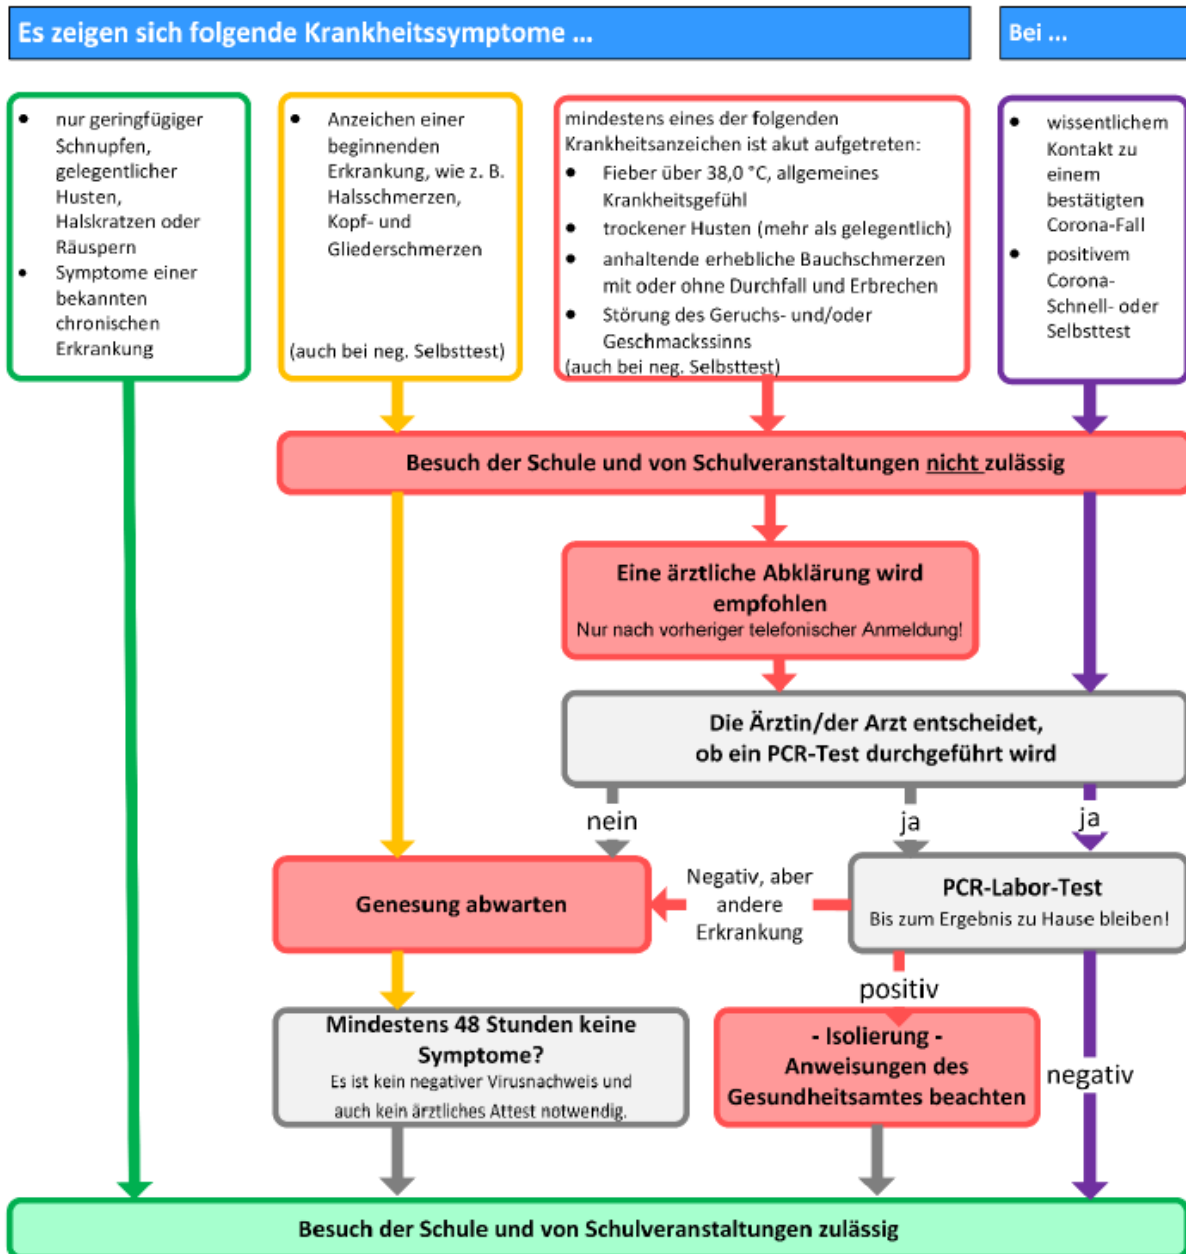 Es zeigen sich folgende Krankheitssymptome ...
Bei ...
• nur geringfügiger
Schnupfen,
gelegentlicher
Husten,
Halskratzen oder
Räuspern
• Symptome einer
bekannten
chronischen
Erkrankung
• Anzeichen einer
beginnenden
Erkrankung, wie z. B.
Halsschmerzen,
Kopf- und
Gliederschmerzen
(auch bei neg. Selbsttest)
mindestens eines der folgenden
Krankheitsanzeichen ist akut aufgetreten:
• Fieber über 38,0 °C, allgemeines
Krankheitsgefühl
• trockener Husten (mehr als gelegentlich)
• anhaltende erhebliche Bauchschmerzen
mit oder ohne Durchfall und Erbrechen
• Störung des Geruchs- und/oder
Geschmackssinns
(auch bei neg. Selbsttest)
• wissentlichem
Kontakt zu
einem
bestätigten
Corona-Fall
• positivem
Corona-
Schnell- oder
Selbsttest
Besuch der Schule und von Schulveranstaltungen nicht zulässig
Eine ärztliche Abklärung wird
empfohlen
Nur nach vorheriger telefonischer Anmeldung!
Die Ärztin/der Arzt entscheidet,
ob ein PCR-Test durchgeführt wird
nein
ja
ja
Genesung abwarten
Negativ, aber
andere
Erkrankung
PCR-Labor-Test
Bis zum Ergebnis zu Hause bleiben!
positiv
Mindestens 48 Stunden keine
Symptome?
Es ist kein negativer Virusnachweis und
auch kein ärztliches Attest notwendig.
- Isolierung -
Anweisungen des
Gesundheitsamtes beachten
negativ
Besuch der Schule und von Schulveranstaltungen zulässig